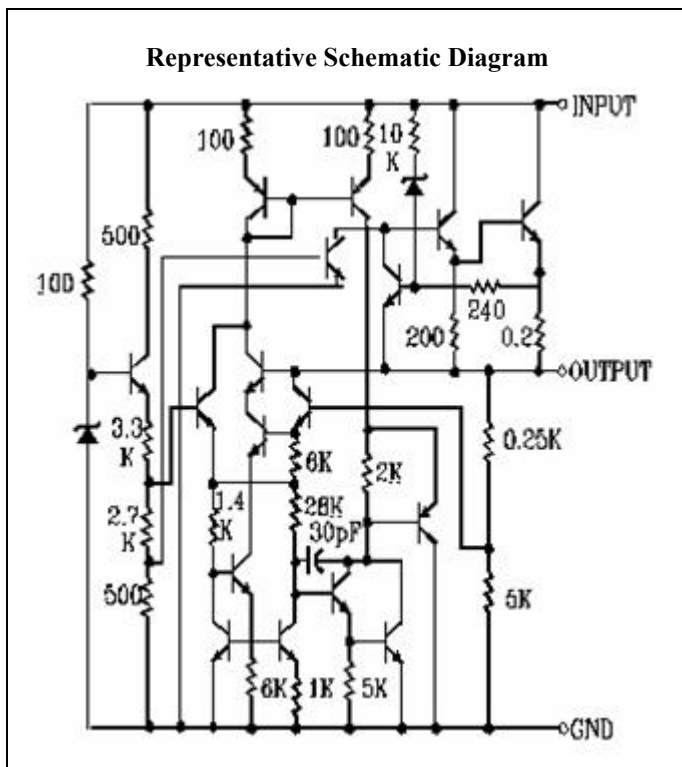 Representative Schematic Diagram
INPUT
100
100
10
K
500
100
240
200
0.2
OUTPUT
3.3
K
0.25K
6K
2K
1.4
K
28K
2.7
K
30pF
500
5K
6K
1K
5K
GND